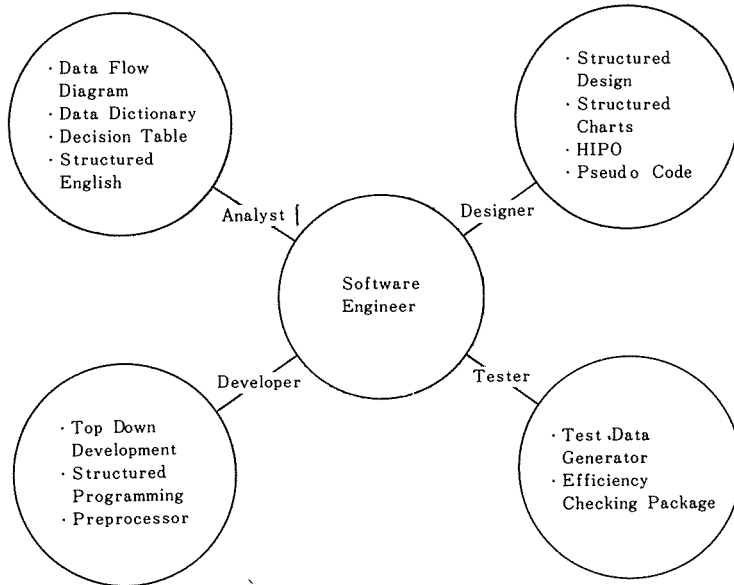 · Data Flow
Diagram
· Data Dictionary
· Decision Table
· Structured
English
· Structured
Design
· Structured
Charts
· HIPO
· Pseudo Code
Analyst
Designer
Software
Engineer
Developer
Tester
· Top Down
Development
· Structured
Programming
· Preprocessor
· Test Data
Generator
· Efficiency
Checking Package